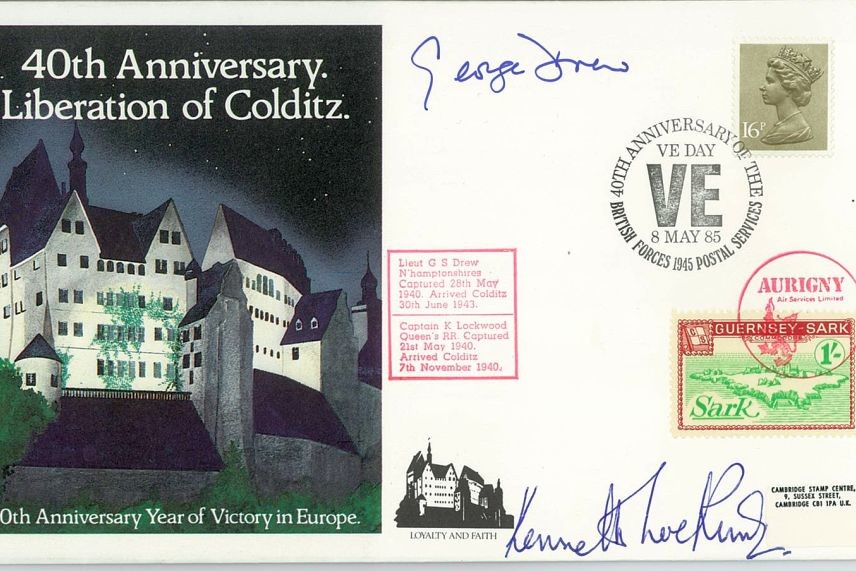 40th Anniversary.
Liberation of Colditz.
0th Anniversary Year of Victory in Europe.
George Drew
16P
40TH ANNIVERSARY OF THE
VE DAY
VE
8 MAY 85
BRITISH FORCES 1945 POSTAL SERVICES
Lieut G S Drew
N'hamptonshires
Captured 28th May
1940. Arrived Colditz
30th June 1943.
Captain K Lockwood
Queen's RR. Captured
21st May 1940.
Arrived Colditz
7th November 1940.
AURIGNY
Air Services Limited
GUERNSEY-SARK
1/-
Sark
LOYALTY AND FAITH
Kenneth Lockwood
CAMBRIDGE STAMP CENTRE,
9, SUSSEX STREET,
CAMBRIDGE CB1 1PA U.K.